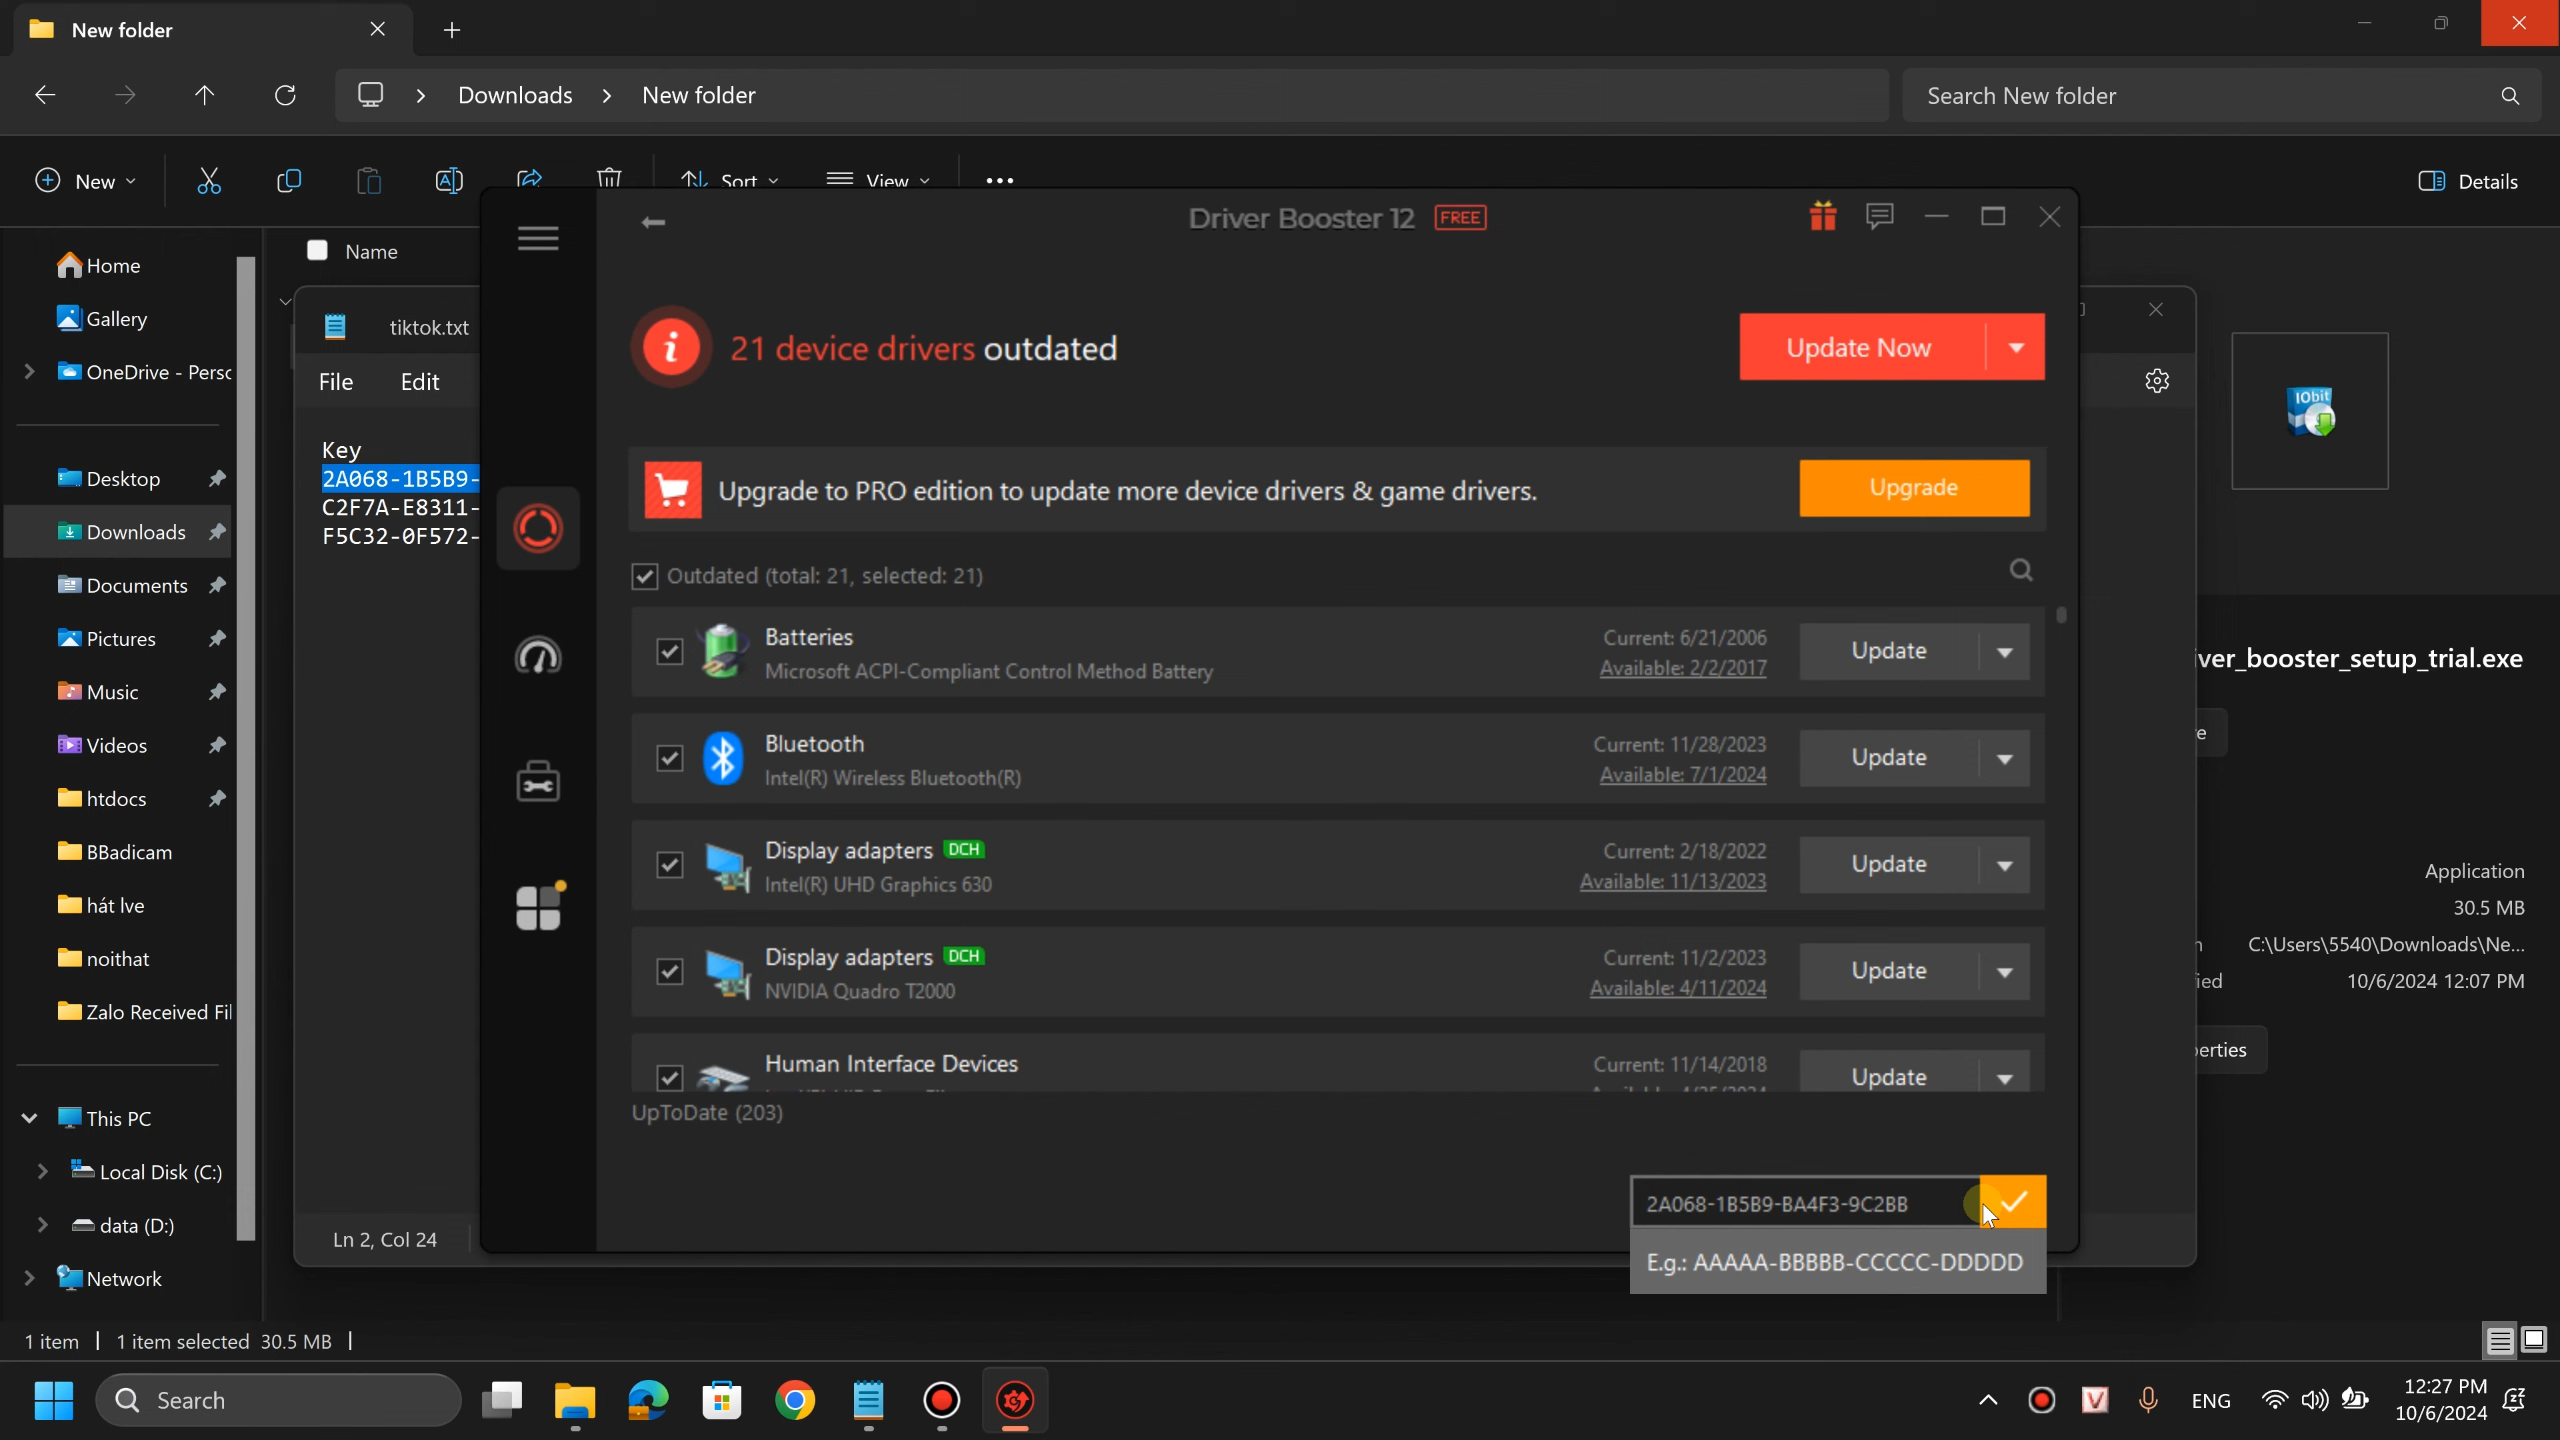 New folder
Downloads > New folder
Search New folder
New
Sort
View
Details
Home
Gallery
OneDrive - Persc
Desktop
Downloads
Documents
Pictures
Music
Videos
htdocs
BBadicam
hát lve
noithat
Zalo Received Fil
This PC
Local Disk (C:)
data (D:)
Network
Name
tiktok.txt
File Edit
Key
2A068-1B5B9-
C2F7A-E8311-
F5C32-0F572-
Ln 2, Col 24
Driver Booster 12 FREE
21 device drivers outdated
Update Now
Upgrade to PRO edition to update more device drivers & game drivers.
Upgrade
Outdated (total: 21, selected: 21)
Batteries
Microsoft ACPI-Compliant Control Method Battery
Current: 6/21/2006
Available: 2/2/2017
Update
Bluetooth
Intel(R) Wireless Bluetooth(R)
Current: 11/28/2023
Available: 7/1/2024
Update
Display adapters DCH
Intel(R) UHD Graphics 630
Current: 2/18/2022
Available: 11/13/2023
Update
Display adapters DCH
NVIDIA Quadro T2000
Current: 11/2/2023
Available: 4/11/2024
Update
Human Interface Devices
Current: 11/14/2018
Update
UpToDate (203)
2A068-1B5B9-BA4F3-9C2BB
E.g.: AAAAA-BBBBB-CCCCC-DDDDD
IObit
iver_booster_setup_trial.exe
e
Application
30.5 MB
n C:\Users\5540\Downloads\Ne...
ied 10/6/2024 12:07 PM
perties
1 item 1 item selected 30.5 MB
Search
ENG
12:27 PM
10/6/2024